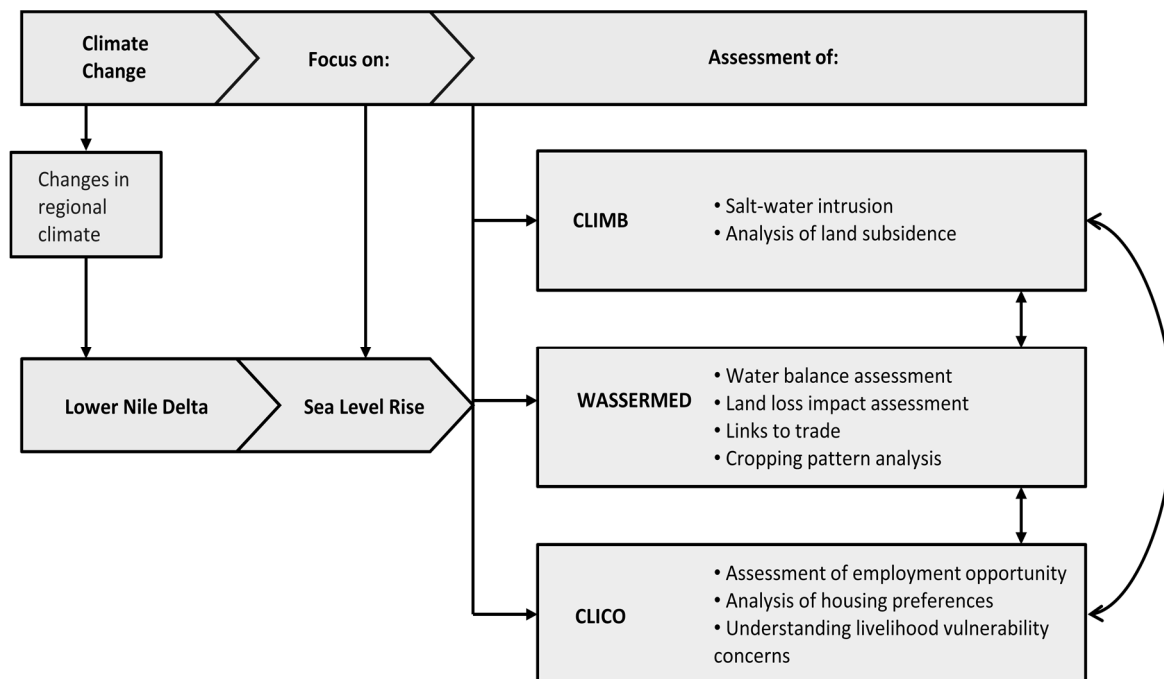 Climate
Change
Focus on:
Assessment of:
Changes in
regional
climate
CLIMB
• Salt-water intrusion
• Analysis of land subsidence
Lower Nile Delta
Sea Level Rise
WASSERMED
• Water balance assessment
• Land loss impact assessment
• Links to trade
• Cropping pattern analysis
CLICO
• Assessment of employment opportunity
• Analysis of housing preferences
• Understanding livelihood vulnerability
concerns